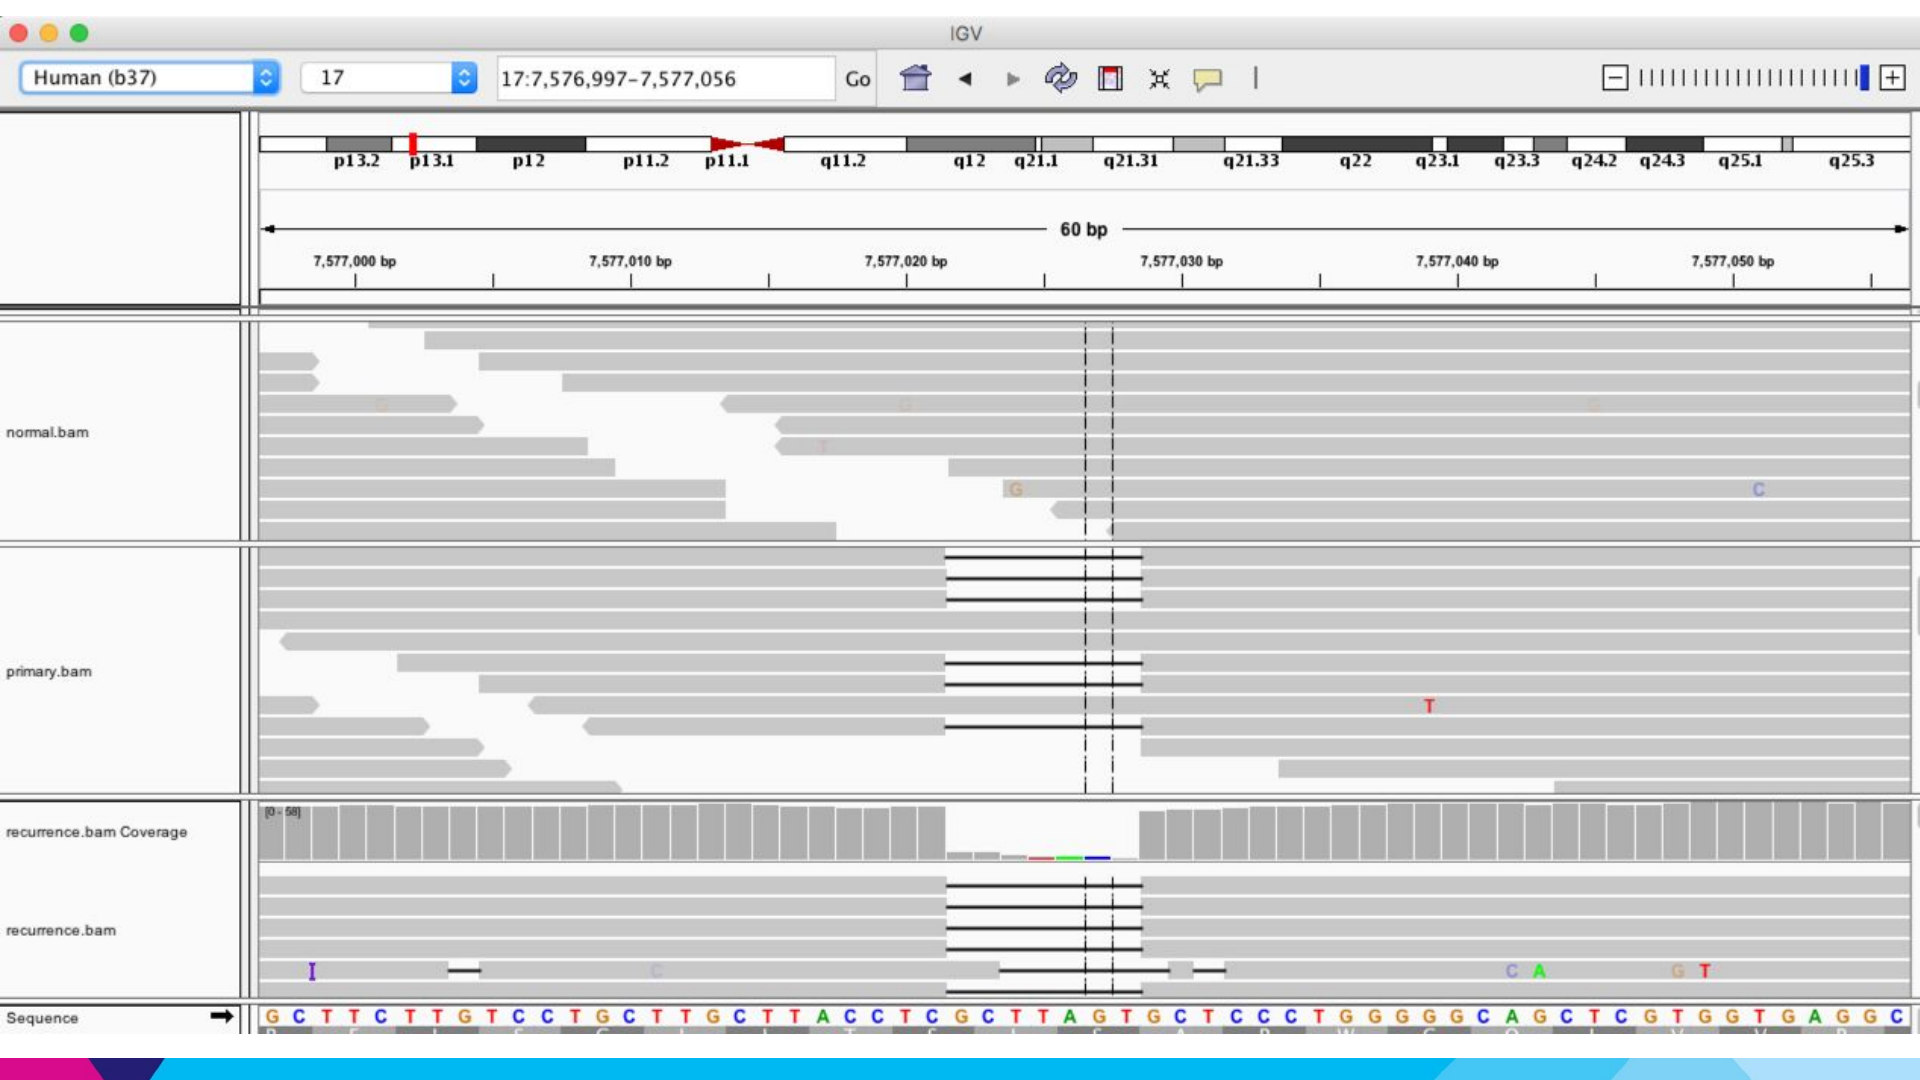 IGV
Human (b37) 17 17:7,576,997-7,577,056 Go
p13.2 p13.1 p12 p11.2 p11.1 q11.2 q12 q21.1 q21.31 q21.33 q22 q23.1 q23.3 q24.2 q24.3 q25.1 q25.3
60 bp
7,577,000 bp 7,577,010 bp 7,577,020 bp 7,577,030 bp 7,577,040 bp 7,577,050 bp
G G G
normal.bam
T
G C
primary.bam
T
[0 - 58]
recurrence.bam Coverage
recurrence.bam
I C C A G T
Sequence G C T T C T T G T C C T G C T T G C T T A C C T C G C T T A G T G C T C C C T G G G G G C A G C T C G T G G T G A G G C